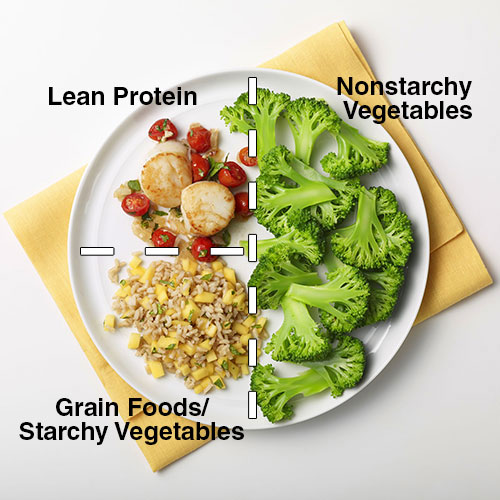 Lean Protein
Nonstarchy
Vegetables
Grain Foods/
Starchy Vegetables